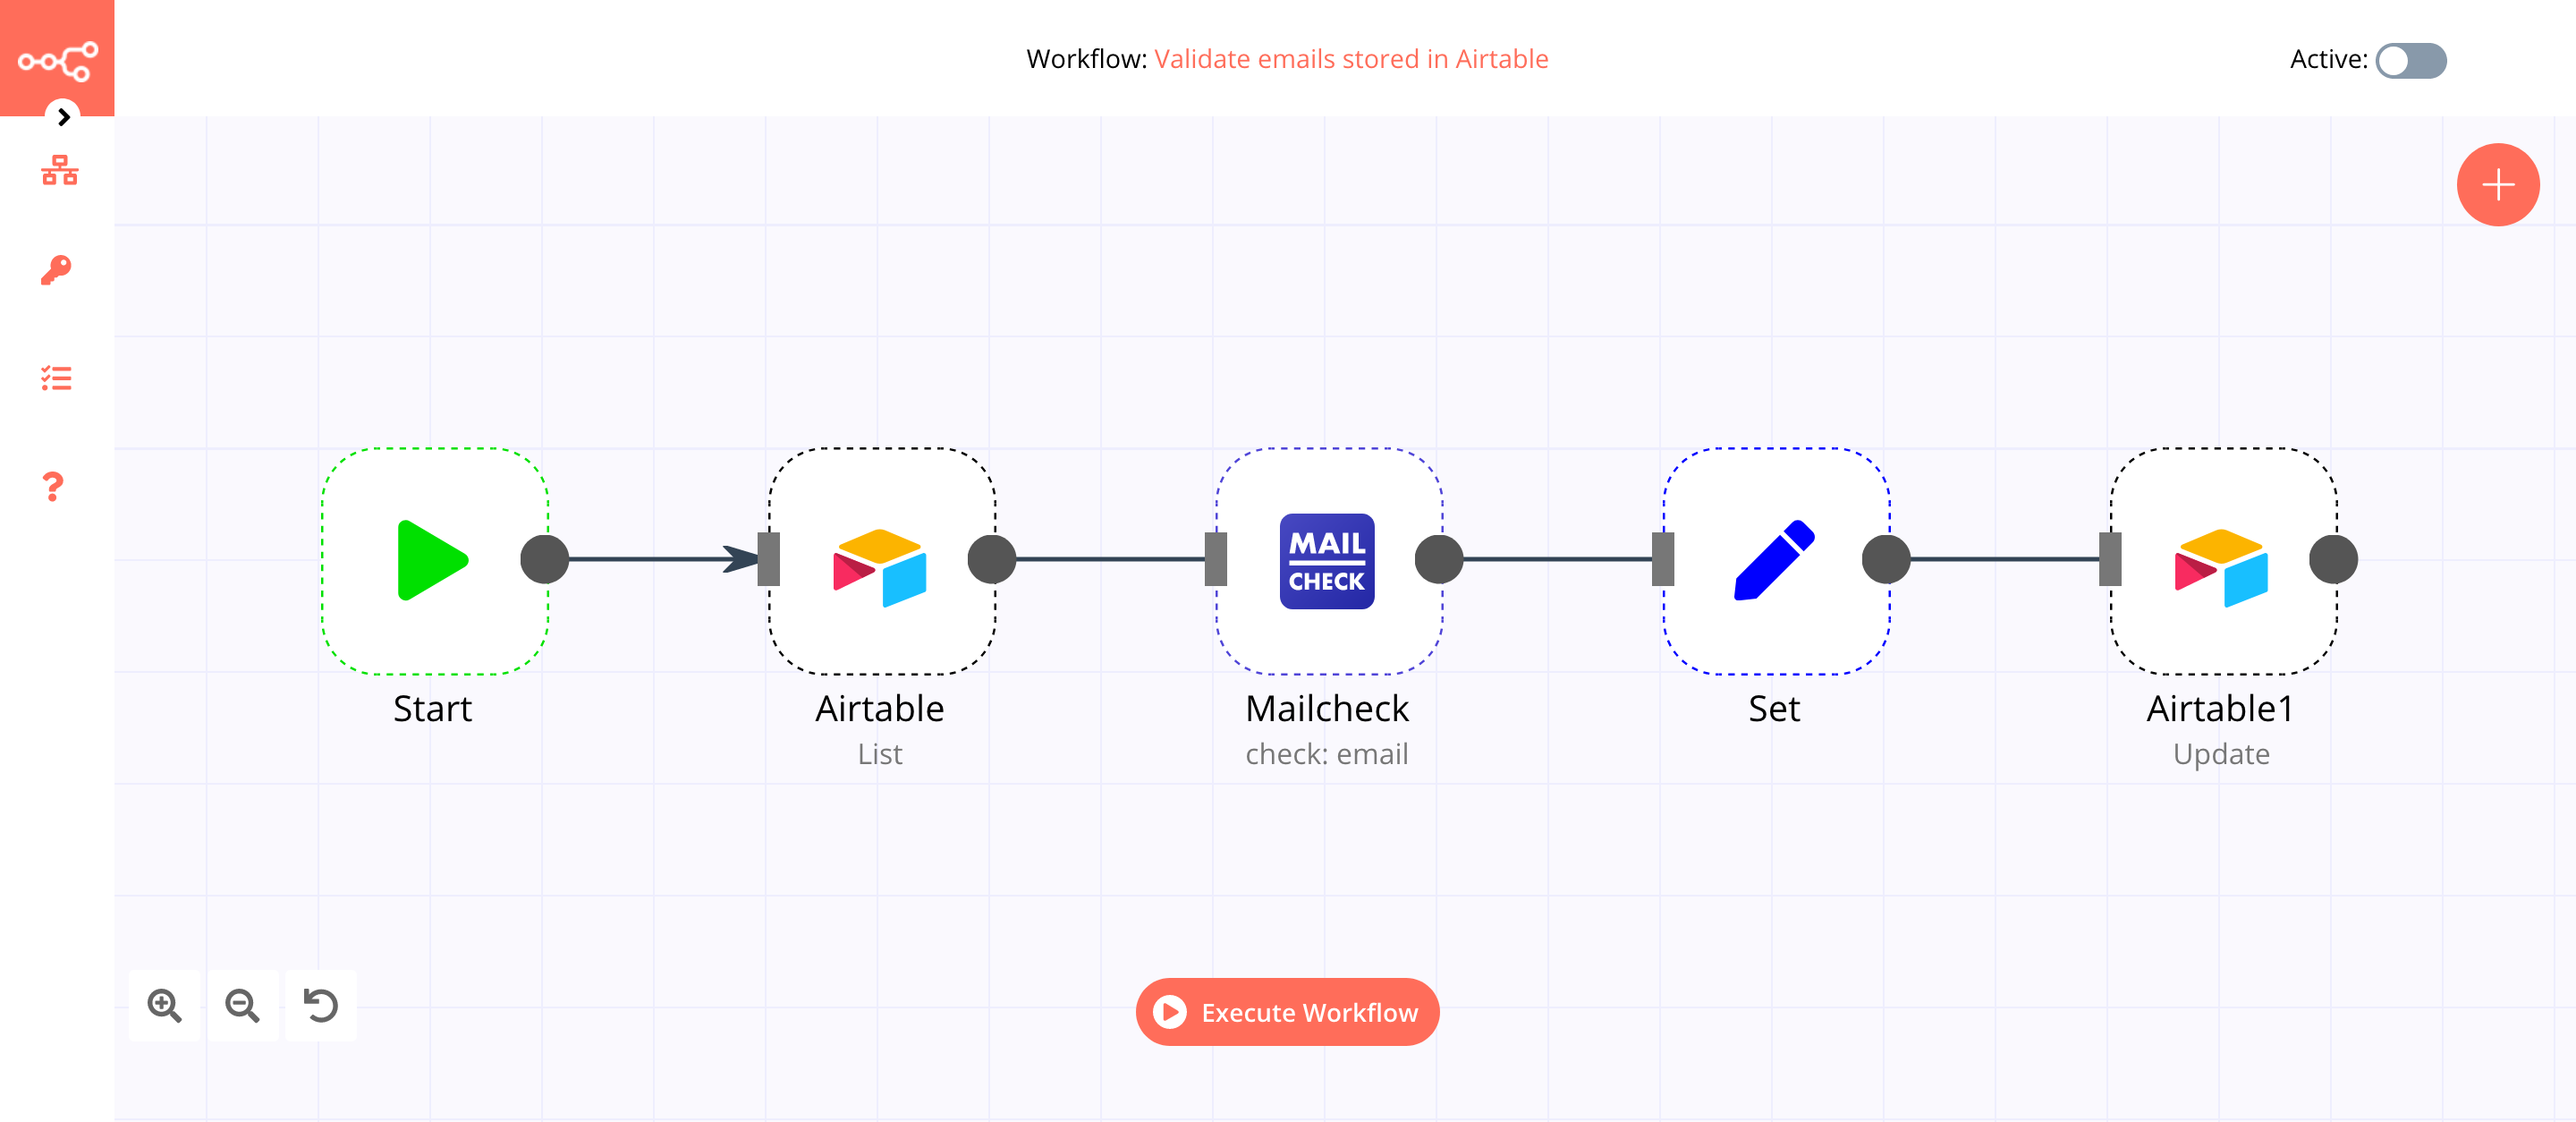 Workflow: Validate emails stored in Airtable
Active:
MAIL
CHECK
Start
Airtable
Mailcheck
Set
Airtable1
List
check: email
Update
Execute Workflow